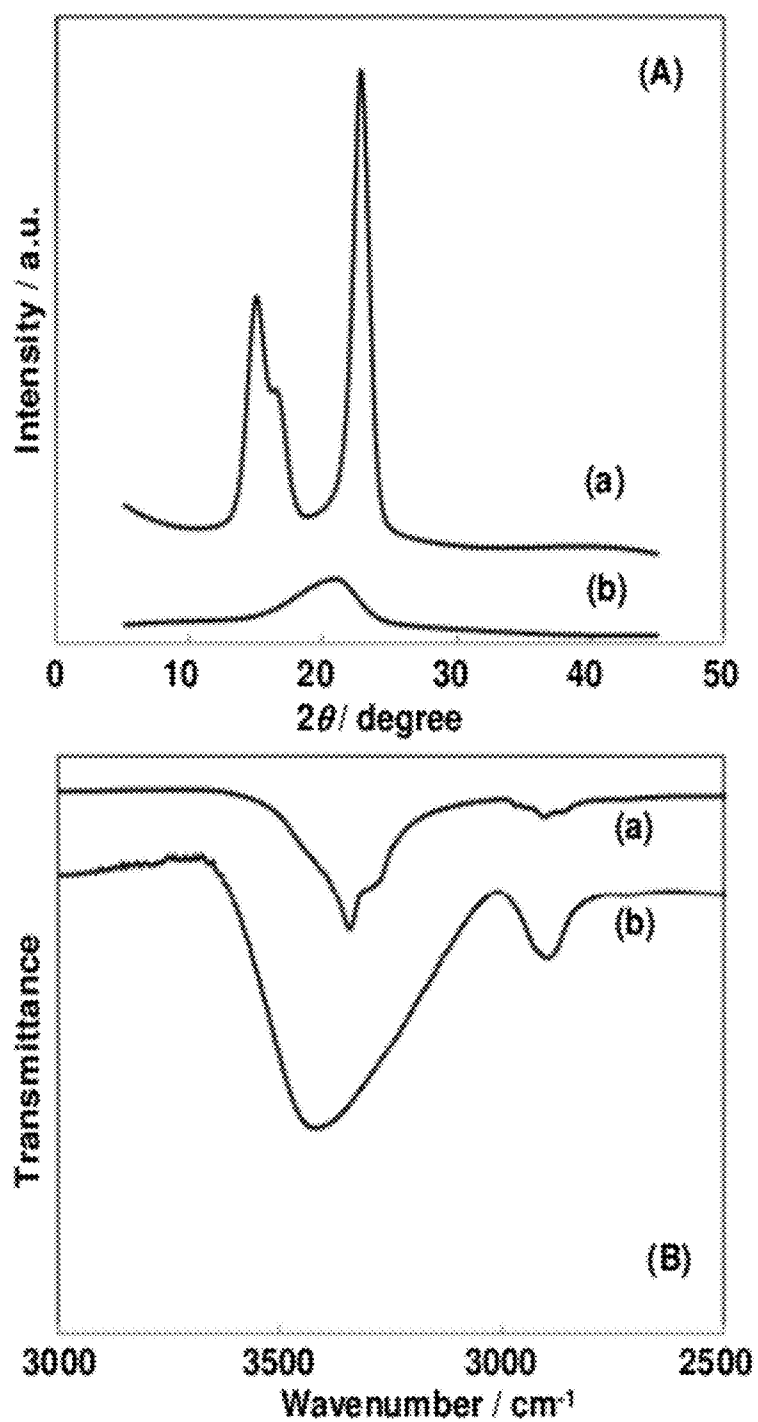 (A)
Intensity / a.u.
(a)
(b)
0 10 20 30 40 50
2θ/ degree
(a)
(b)
Transmittance
(B)
3000 3500 3000 2500
Wavenumber / cm-1